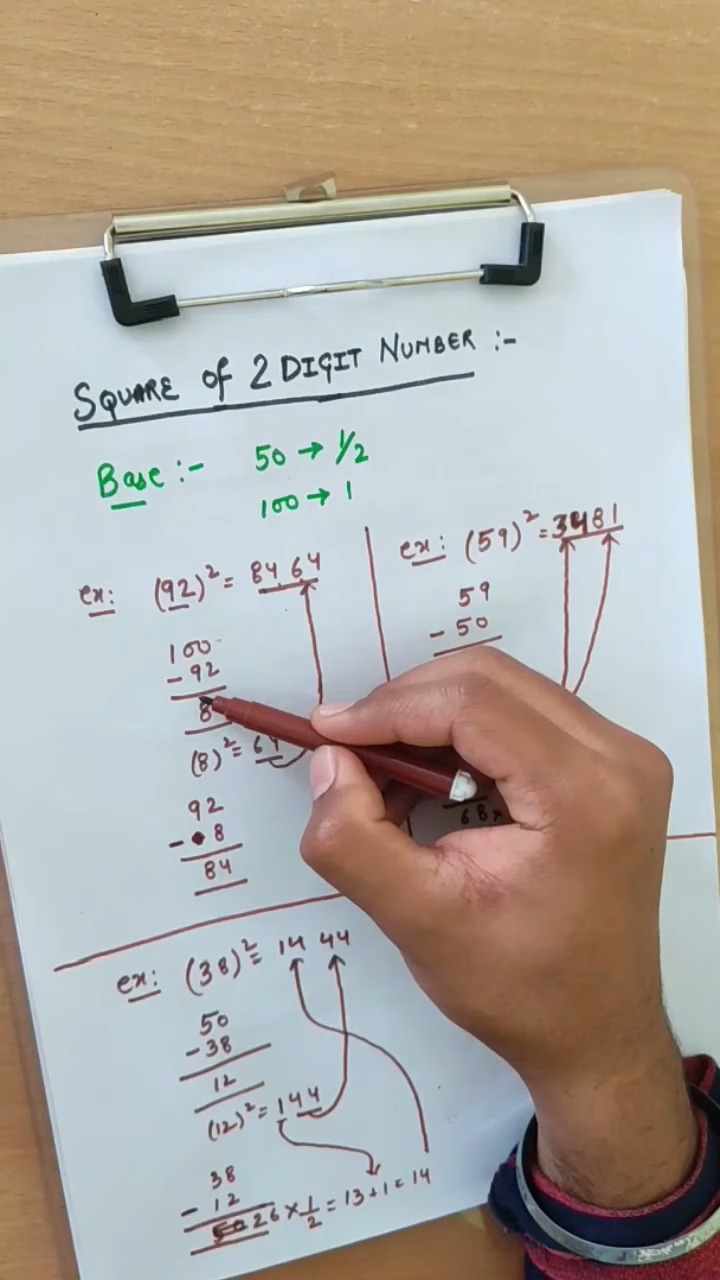 SQUARE of 2 DIGIT NUMBER :-
Base :- 50 → 1/2
100 → 1
ex: (92)² = 84 64
100
- 92
8
(8)² = 64
92
- 8
84
ex: (59)² = 3481
59
- 50
68
ex: (38)² = 14 44
50
- 38
12
(12)² = 144
38
- 12
26 × 1/2 = 13 + 1 = 14